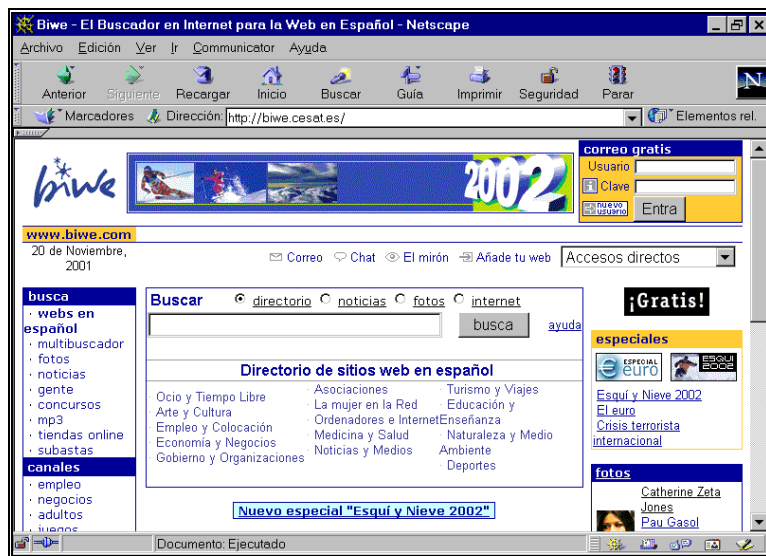 Biwe - El Buscador en Internet para la Web en Español - Netscape
Archivo Edición Ver Ir Communicator Ayuda
Anterior Siguiente Recargar Inicio Buscar Guía Imprimir Seguridad Parar
N
Marcadores Dirección: http://biwe.cesat.es/ Elementos rel.
biwe
2002
correo gratis
Usuario
Clave
nuevo usuario Entra
www.biwe.com
20 de Noviembre, 2001
Correo Chat El mirón Añade tu web Accesos directos
busca
· webs en español
· multibuscador
· fotos
· noticias
· gente
· concursos
· mp3
· tiendas online
· subastas
canales
· empleo
· negocios
· adultos
· juegos
Buscar directorio noticias fotos internet
busca ayuda
Directorio de sitios web en español
· Ocio y Tiempo Libre
· Arte y Cultura
· Empleo y Colocación
· Economía y Negocios
· Gobierno y Organizaciones
· Asociaciones
· La mujer en la Red
· Ordenadores e Internet
· Medicina y Salud
· Noticias y Medios
· Turismo y Viajes
· Educación y Enseñanza
· Naturaleza y Medio Ambiente
· Deportes
Nuevo especial "Esquí y Nieve 2002"
¡Gratis!
especiales
ESPECIAL euro
ESQUI 2002
Esquí y Nieve 2002
El euro
Crisis terrorista internacional
fotos
Catherine Zeta Jones
Pau Gasol
Documento: Ejecutado